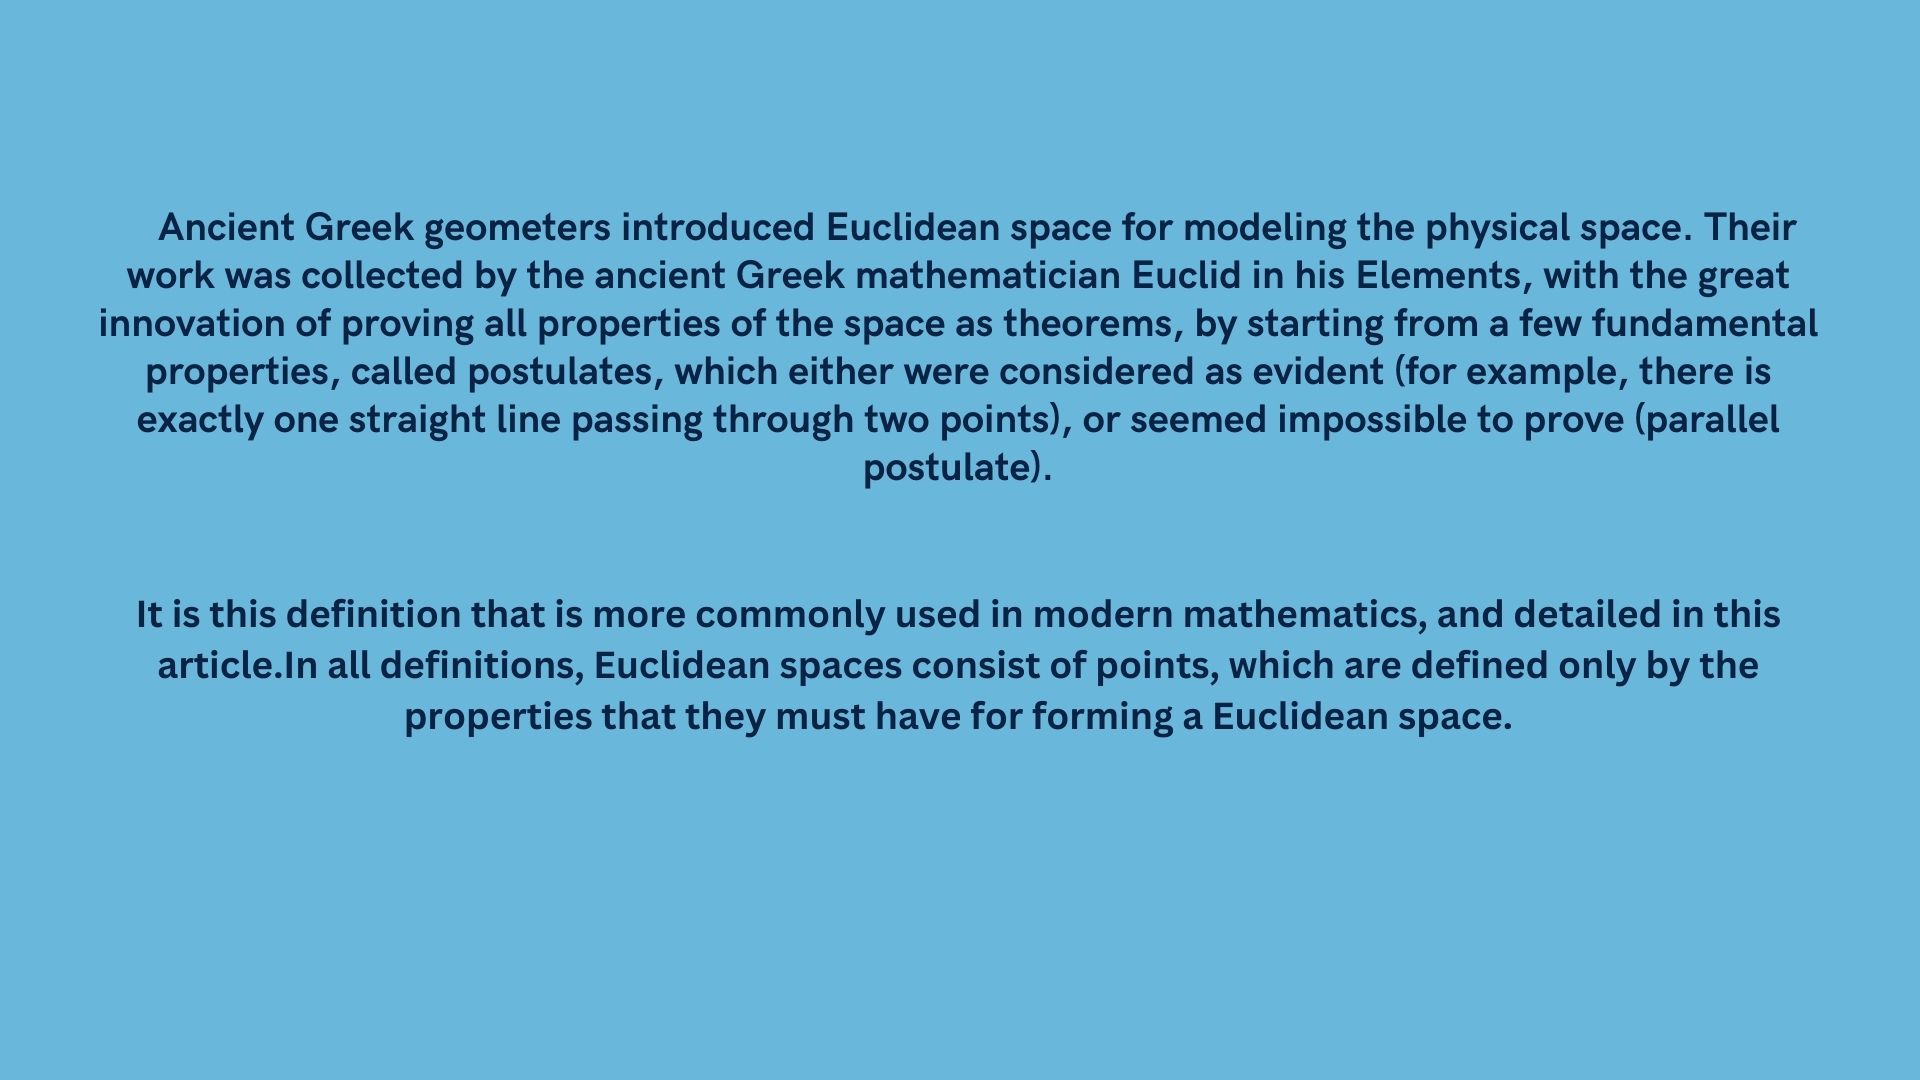 Ancient Greek geometers introduced Euclidean space for modeling the physical space. Their
work was collected by the ancient Greek mathematician Euclid in his Elements, with the great
innovation of proving all properties of the space as theorems, by starting from a few fundamental
properties, called postulates, which either were considered as evident (for example, there is
exactly one straight line passing through two points), or seemed impossible to prove (parallel
postulate).
It is this definition that is more commonly used in modern mathematics, and detailed in this
article.In all definitions, Euclidean spaces consist of points, which are defined only by the
properties that they must have for forming a Euclidean space.